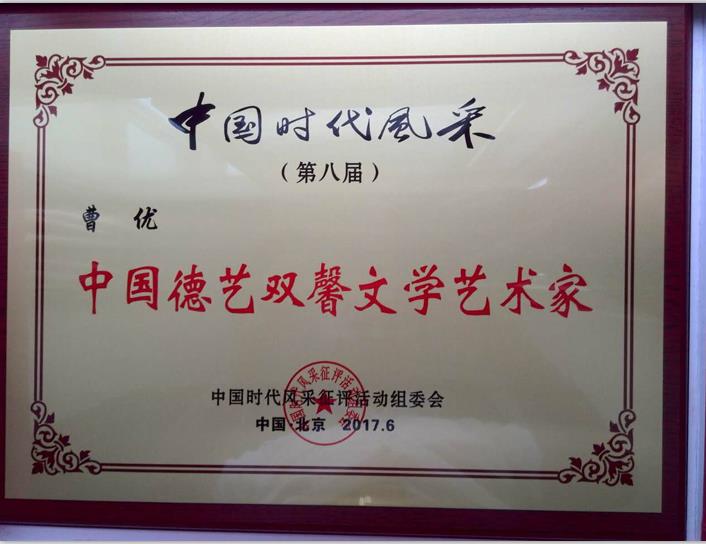 中国时代風采
（第八届）
曹 优
中国德艺双馨文学艺术家
中国时代风采征评活动组委会
中国·北京 2017.6